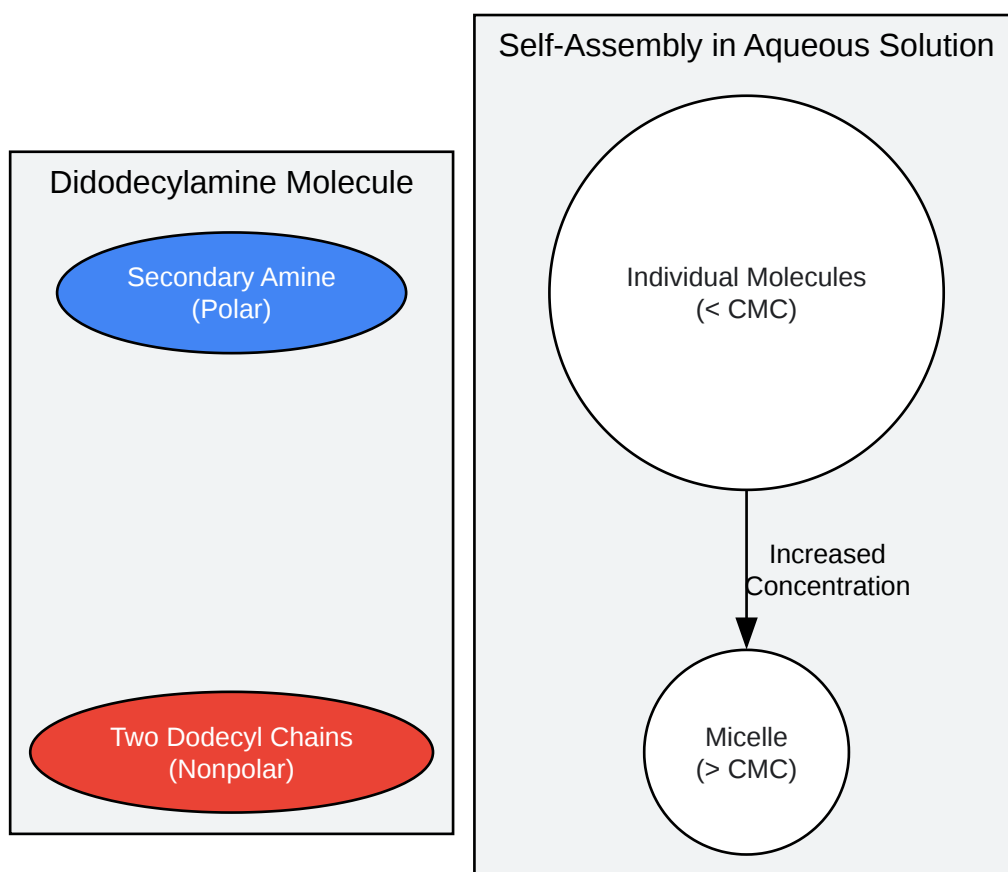 Didodecylamine Molecule
Secondary Amine
(Polar)
Two Dodecyl Chains
(Nonpolar)
Self-Assembly in Aqueous Solution
Individual Molecules
(< CMC)
Increased
Concentration
Micelle
(> CMC)